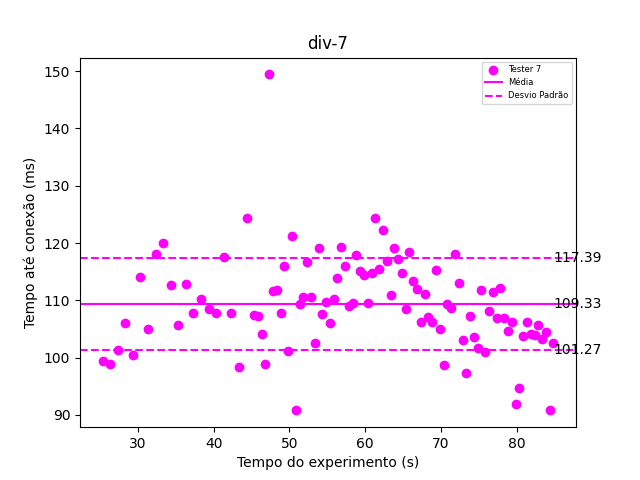 div-7
Tester 7
Média
Desvio Padrão
150
140
130
120
110
100
90
117.39
109.33
101.27
Tempo até conexão (ms)
30 40 50 60 70 80
Tempo do experimento (s)